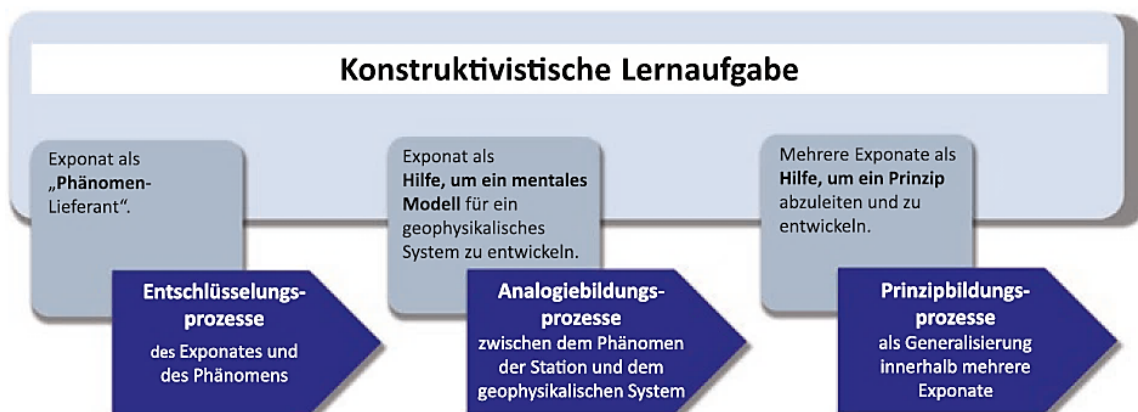 Konstruktivistische Lernaufgabe
Exponat als
„Phänomen-
Lieferant“.
Entschlüsselungs-
prozesse
des Exponates und
des Phänomens
Exponat als
Hilfe, um ein mentales
Modell für ein
geophysikalisches
System zu entwickeln.
Analogiebildungs-
prozesse
zwischen dem Phänomen
der Station und dem
geophysikalischen System
Mehrere Exponate als
Hilfe, um ein Prinzip
abzuleiten und zu
entwickeln.
Prinzipbildungs-
prozesse
als Generalisierung
innerhalb mehrere
Exponate